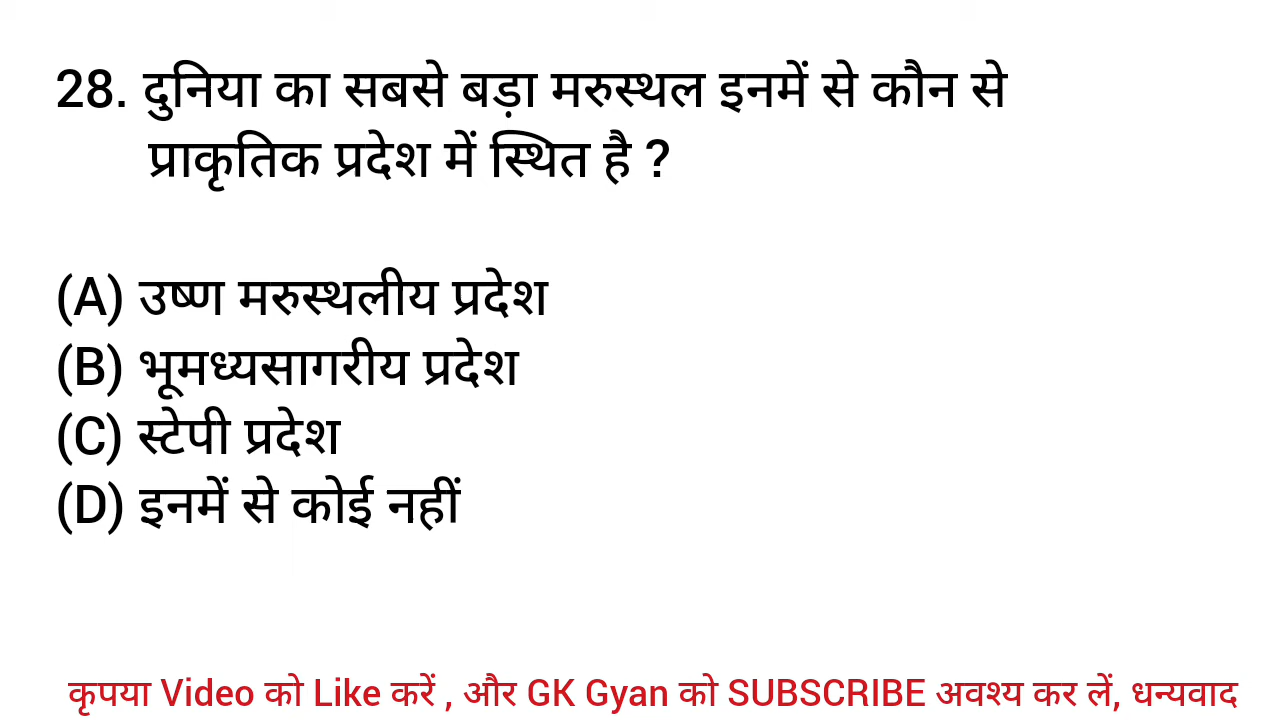 28. दुनिया का सबसे बड़ा मरुस्थल इनमें से कौन से
प्राकृतिक प्रदेश में स्थित है ?
(A) उष्ण मरुस्थलीय प्रदेश
(B) भूमध्यसागरीय प्रदेश
(C) स्टेपी प्रदेश
(D) इनमें से कोई नहीं
कृपया Video को Like करें , और GK Gyan को SUBSCRIBE अवश्य कर लें, धन्यवाद